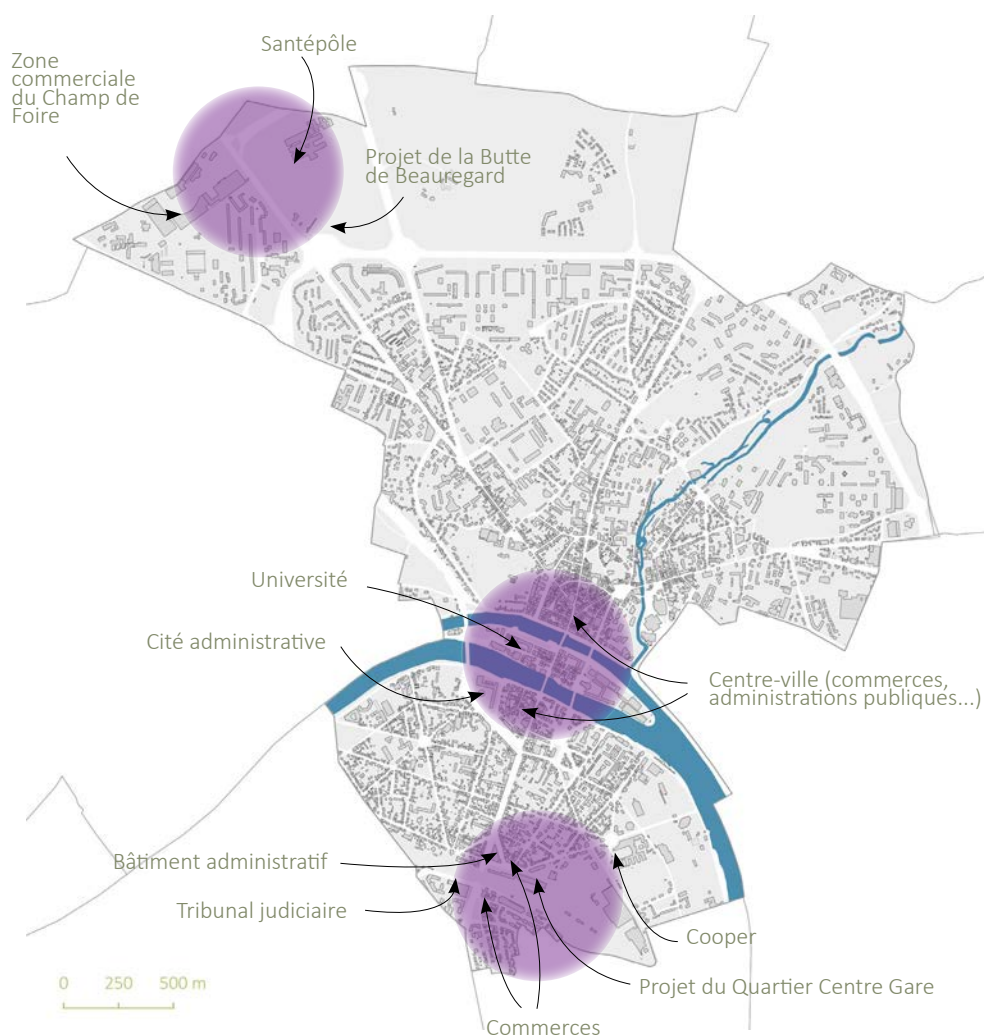 Santépôle
Zone
commerciale
du Champ de
Foire
Projet de la Butte
de Beauregard
Université
Cité administrative
Centre-ville (commerces,
administrations publiques...)
Bâtiment administratif
Tribunal judiciaire
Cooper
Projet du Quartier Centre Gare
Commerces
0 250 500 m